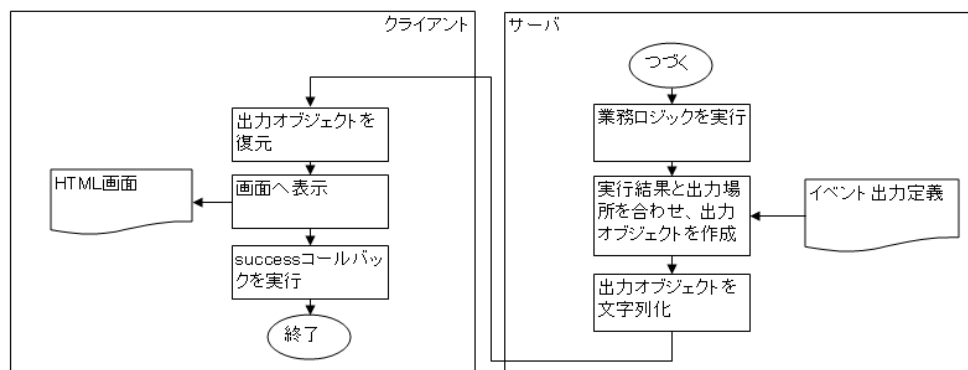 クライアント
出力オブジェクトを
復元
HTML画面
画面へ表示
successコールバッ
クを実行
終了
サーバ
つづく
業務ロジックを実行
実行結果と出力場
所を合わせ、出力
オブジェクトを作成
イベント出力定義
出力オブジェクトを
文字列化